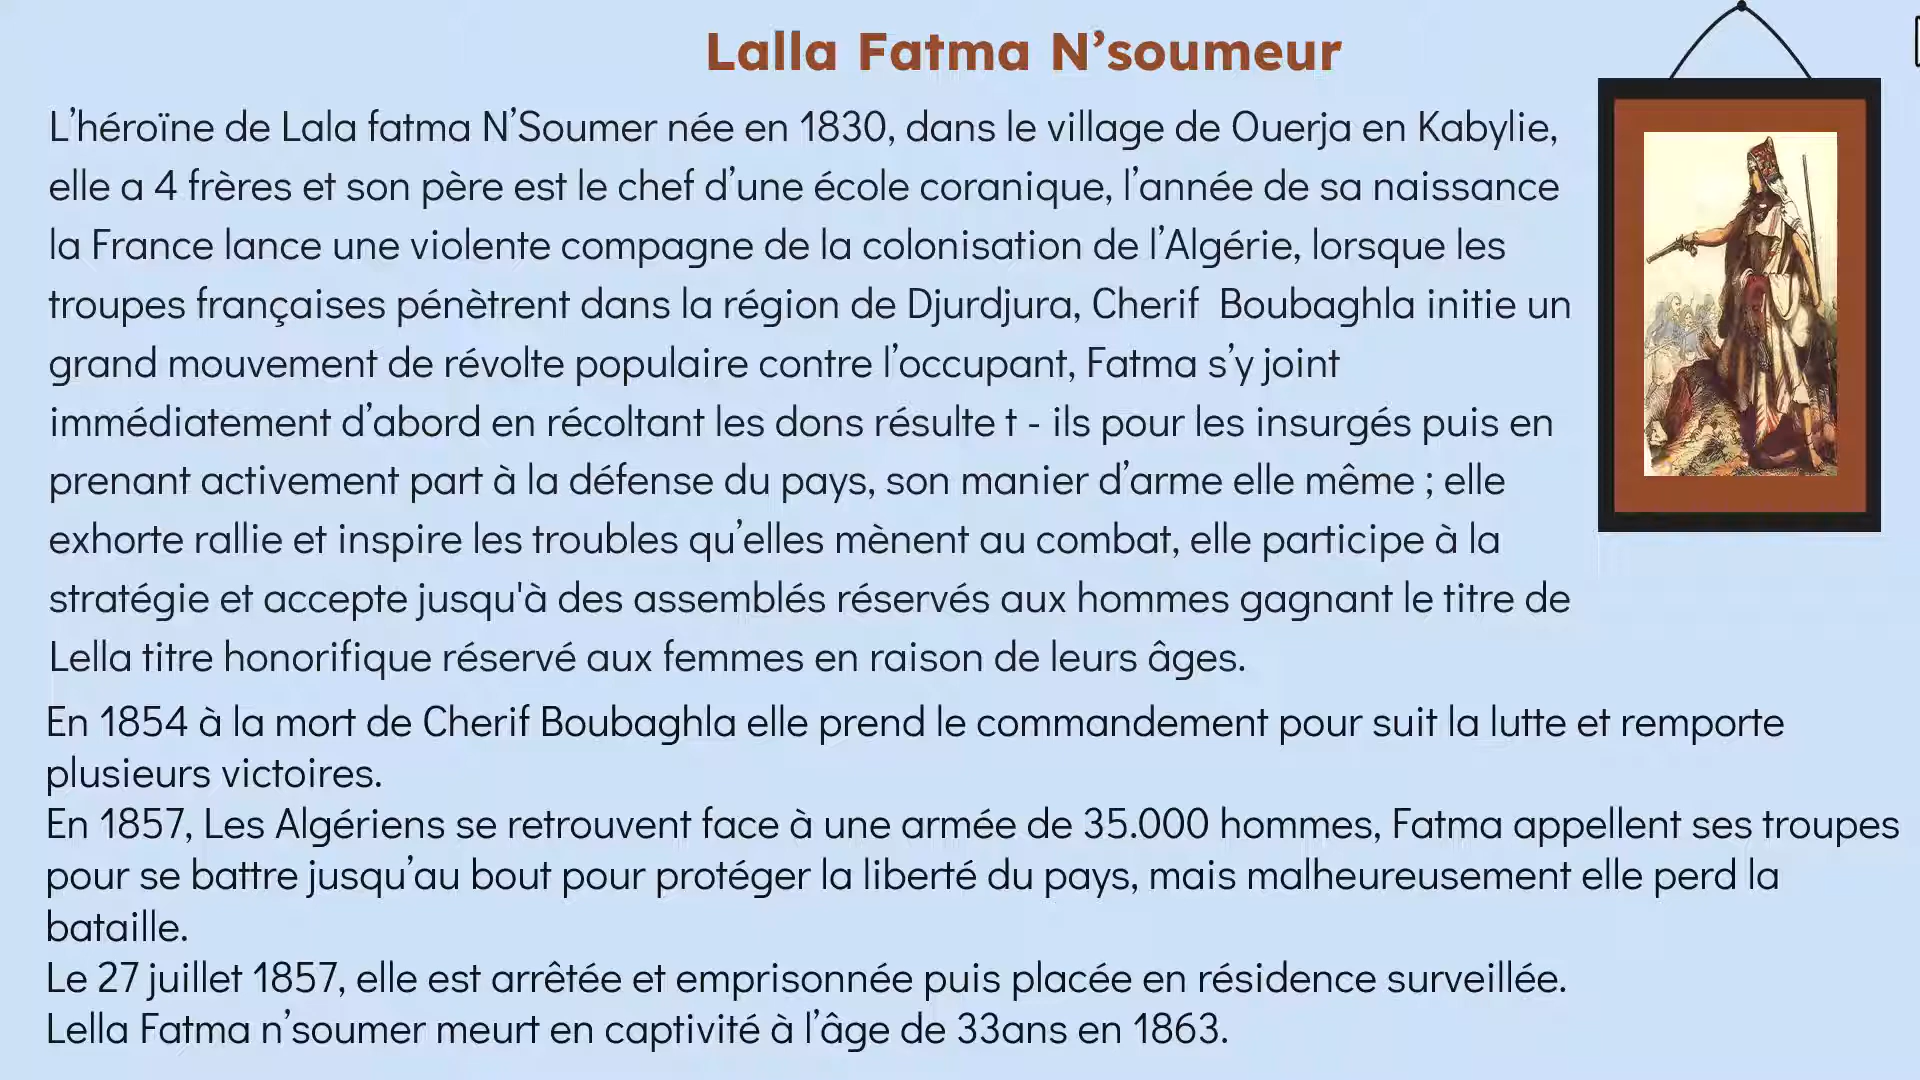 Lalla Fatma N’soumeur
L’héroïne de Lala fatma N’Soumer née en 1830, dans le village de Ouerja en Kabylie,
elle a 4 frères et son père est le chef d’une école coranique, l’année de sa naissance
la France lance une violente compagne de la colonisation de l’Algérie, lorsque les
troupes françaises pénètrent dans la région de Djurdjura, Cherif Boubaghla initie un
grand mouvement de révolte populaire contre l’occupant, Fatma s’y joint
immédiatement d’abord en récoltant les dons résulte t - ils pour les insurgés puis en
prenant activement part à la défense du pays, son manier d’arme elle même ; elle
exhorte rallie et inspire les troubles qu’elles mènent au combat, elle participe à la
stratégie et accepte jusqu'à des assemblés réservés aux hommes gagnant le titre de
Lella titre honorifique réservé aux femmes en raison de leurs âges.
En 1854 à la mort de Cherif Boubaghla elle prend le commandement pour suit la lutte et remporte
plusieurs victoires.
En 1857, Les Algériens se retrouvent face à une armée de 35.000 hommes, Fatma appellent ses troupes
pour se battre jusqu’au bout pour protéger la liberté du pays, mais malheureusement elle perd la
bataille.
Le 27 juillet 1857, elle est arrêtée et emprisonnée puis placée en résidence surveillée.
Lella Fatma n’soumer meurt en captivité à l’âge de 33ans en 1863.